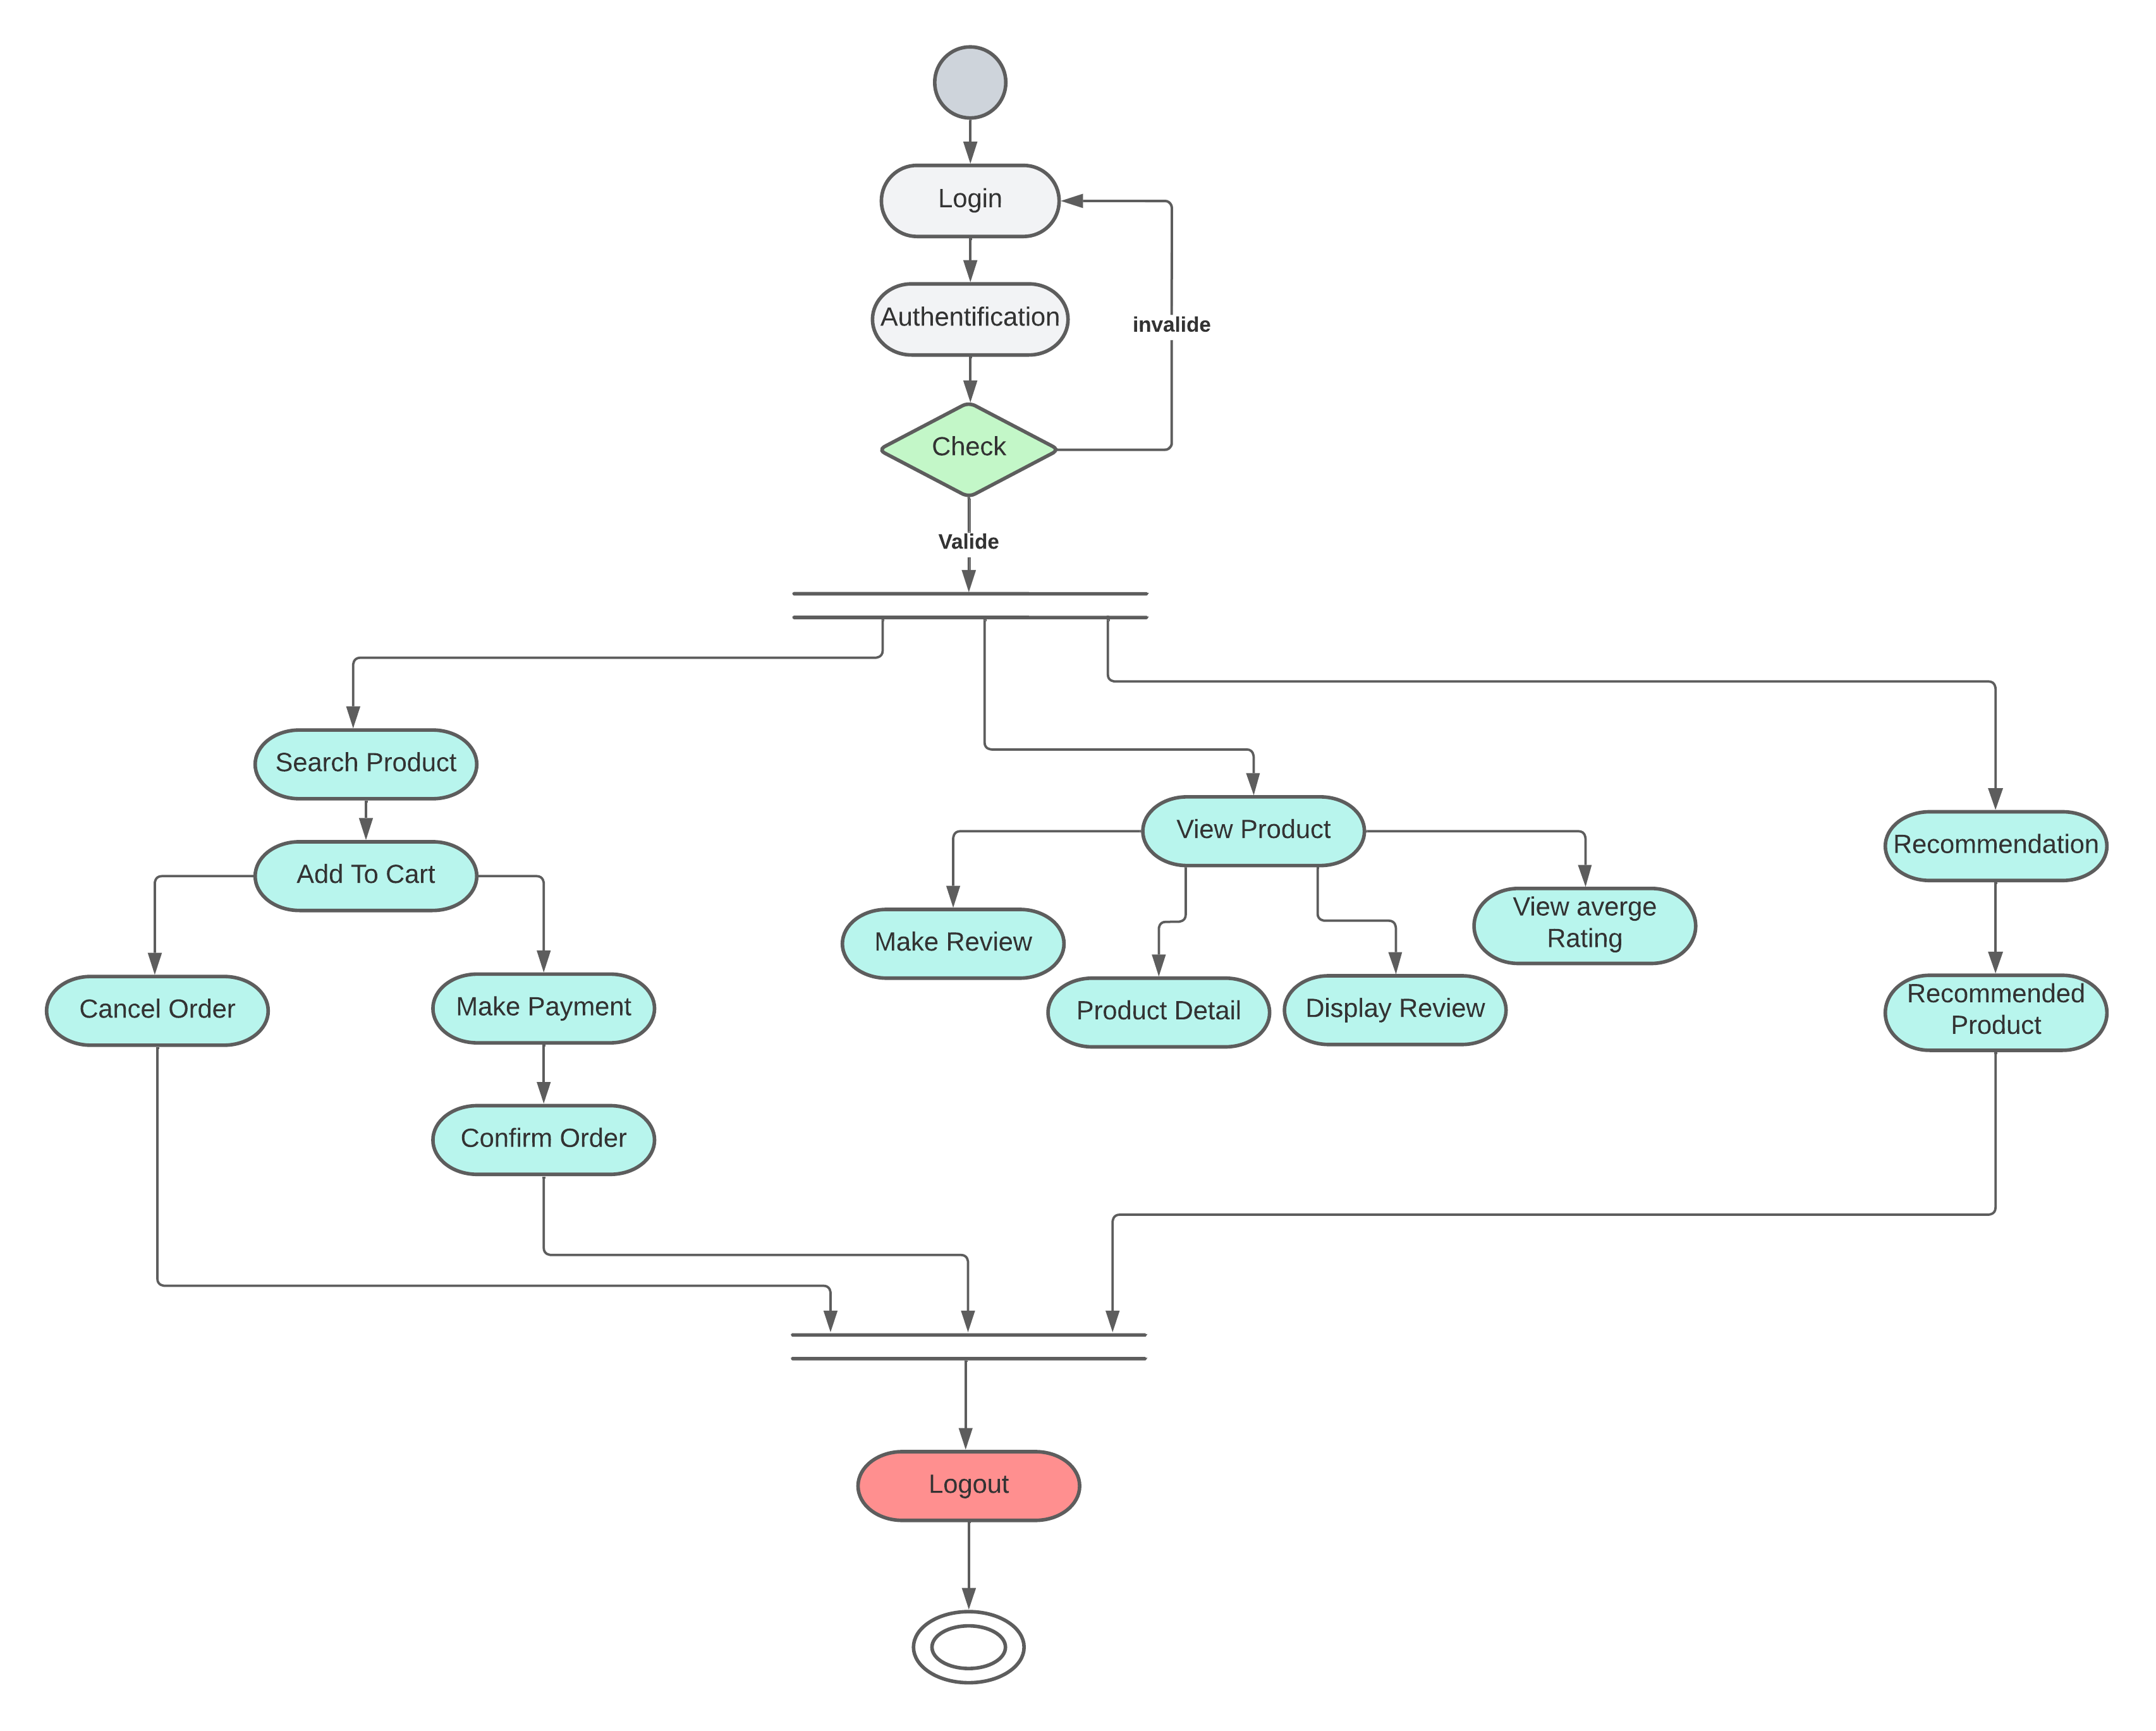 Login
Authentification
invalide
Check
Valide
Search Product
View Product
Recommendation
Add To Cart
Make Review
View averge
Rating
Cancel Order
Make Payment
Product Detail
Display Review
Recommended
Product
Confirm Order
Logout